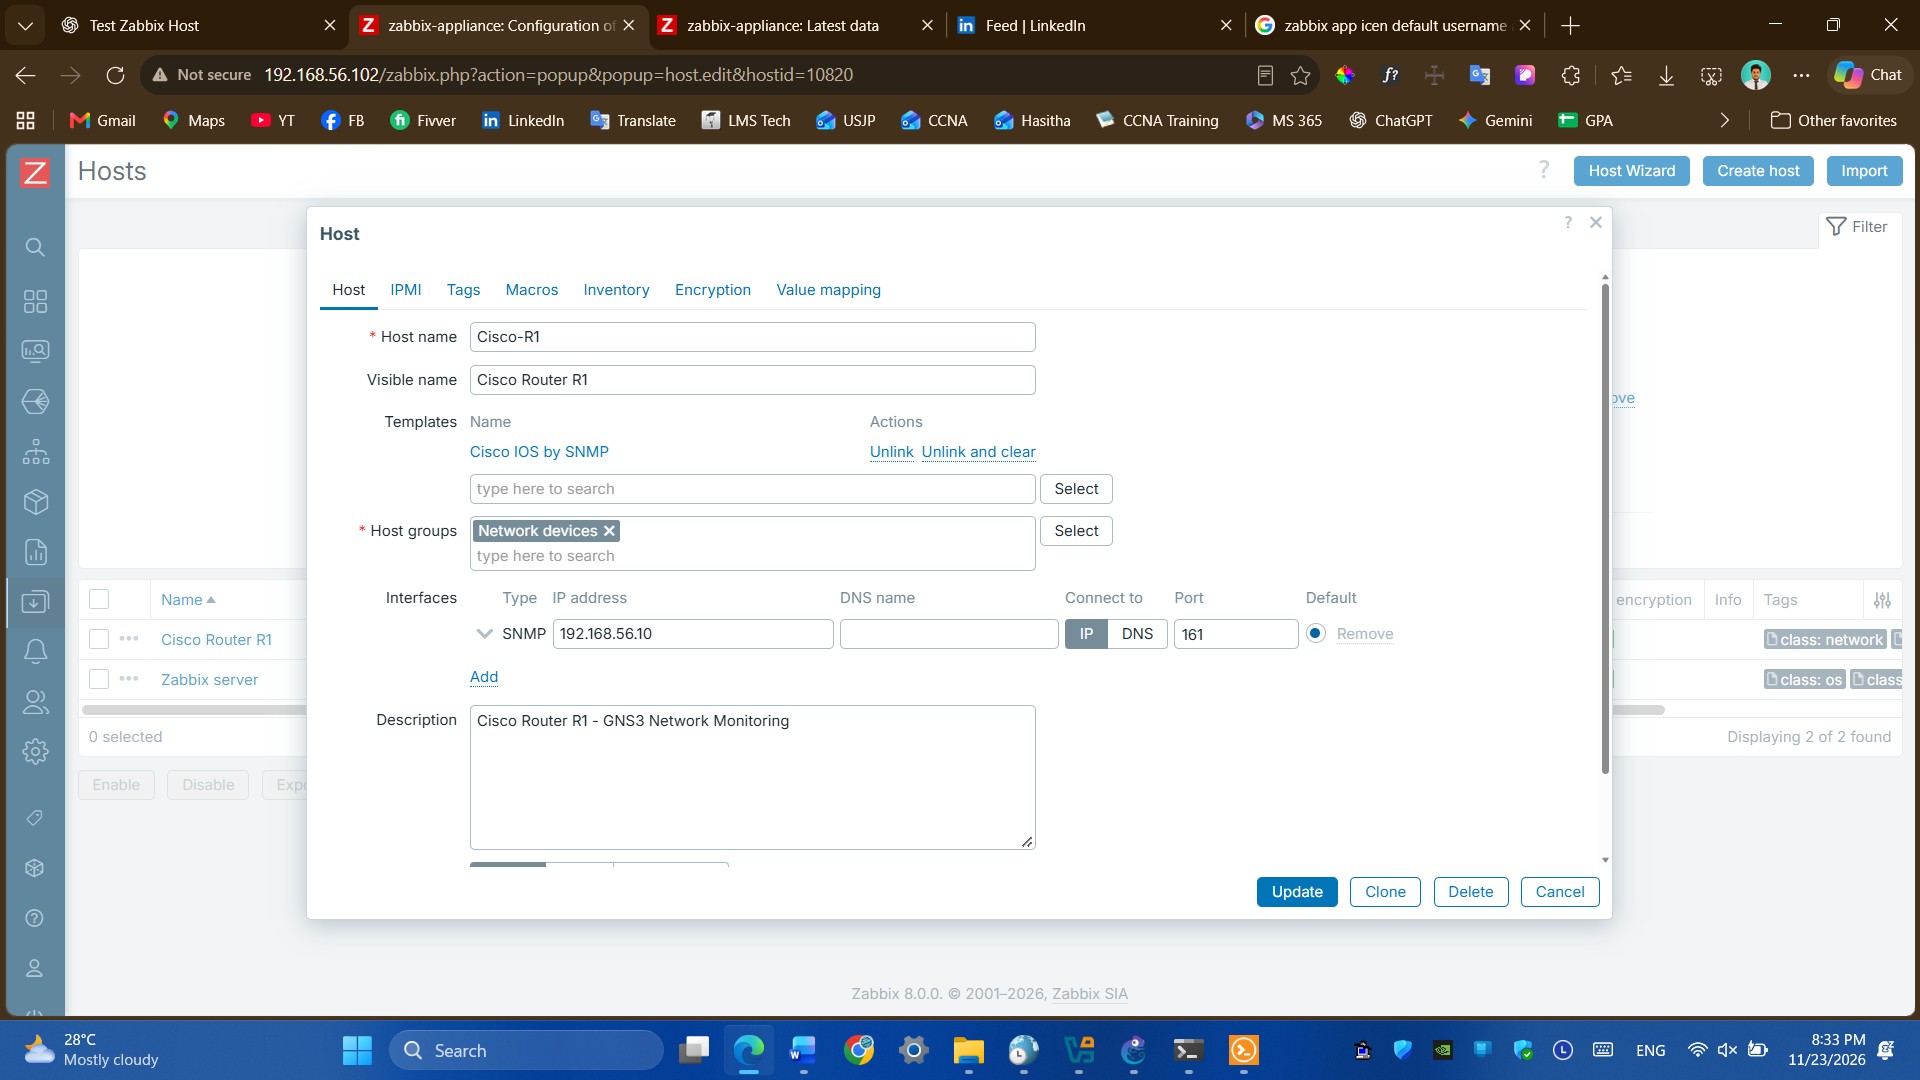 Test Zabbix Host
zabbix-appliance: Configuration of
zabbix-appliance: Latest data
Feed | LinkedIn
zabbix app icen default username
Not secure
192.168.56.102/zabbix.php?action=popup&popup=host.edit&hostid=10820
Chat
Gmail
Maps
YT
FB
Fivver
LinkedIn
Translate
LMS Tech
USJP
CCNA
Hasitha
CCNA Training
MS 365
ChatGPT
Gemini
GPA
Other favorites
Hosts
?
Host Wizard
Create host
Import
Filter
Host
?
Host
IPMI
Tags
Macros
Inventory
Encryption
Value mapping
* Host name
Cisco-R1
Visible name
Cisco Router R1
ove
Templates
Name
Actions
Cisco IOS by SNMP
Unlink
Unlink and clear
type here to search
Select
* Host groups
Network devices
Select
type here to search
Interfaces
Type
IP address
DNS name
Connect to
Port
Default
SNMP
192.168.56.10
IP
DNS
161
Remove
Add
Description
Cisco Router R1 - GNS3 Network Monitoring
Name
encryption
Info
Tags
Cisco Router R1
class: network
Zabbix server
class: os
class
0 selected
Displaying 2 of 2 found
Enable
Disable
Expo
Update
Clone
Delete
Cancel
Zabbix 8.0.0. © 2001–2026, Zabbix SIA
28°C
Mostly cloudy
Search
ENG
8:33 PM
11/23/2026